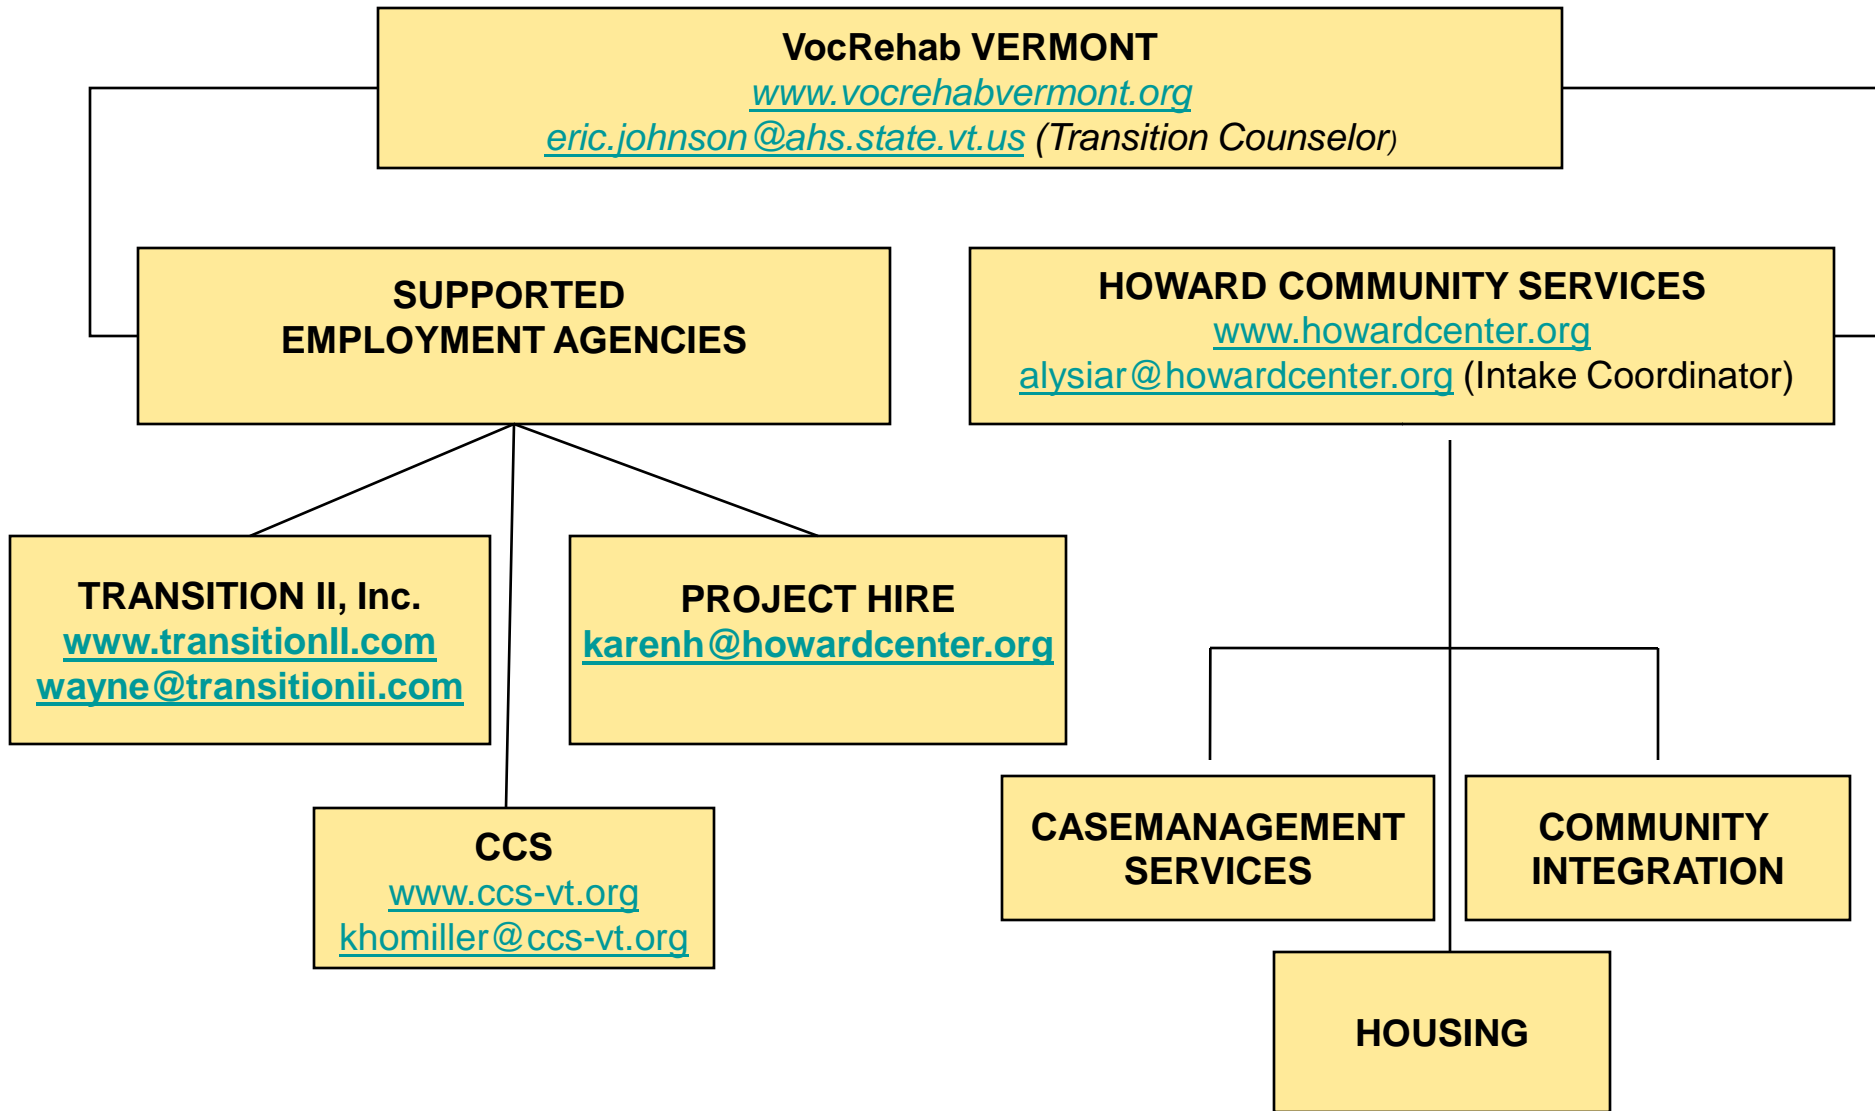 VocRehab VERMONT
www.vocrehabvermont.org
eric.johnson@ahs.state.vt.us (Transition Counselor)
SUPPORTED
EMPLOYMENT AGENCIES
HOWARD COMMUNITY SERVICES
www.howardcenter.org
alysiar@howardcenter.org (Intake Coordinator)
TRANSITION II, Inc.
www.transitionII.com
wayne@transitionii.com
PROJECT HIRE
karenh@howardcenter.org
CCS
www.ccs-vt.org
khomiller@ccs-vt.org
CASEMANAGEMENT
SERVICES
COMMUNITY
INTEGRATION
HOUSING